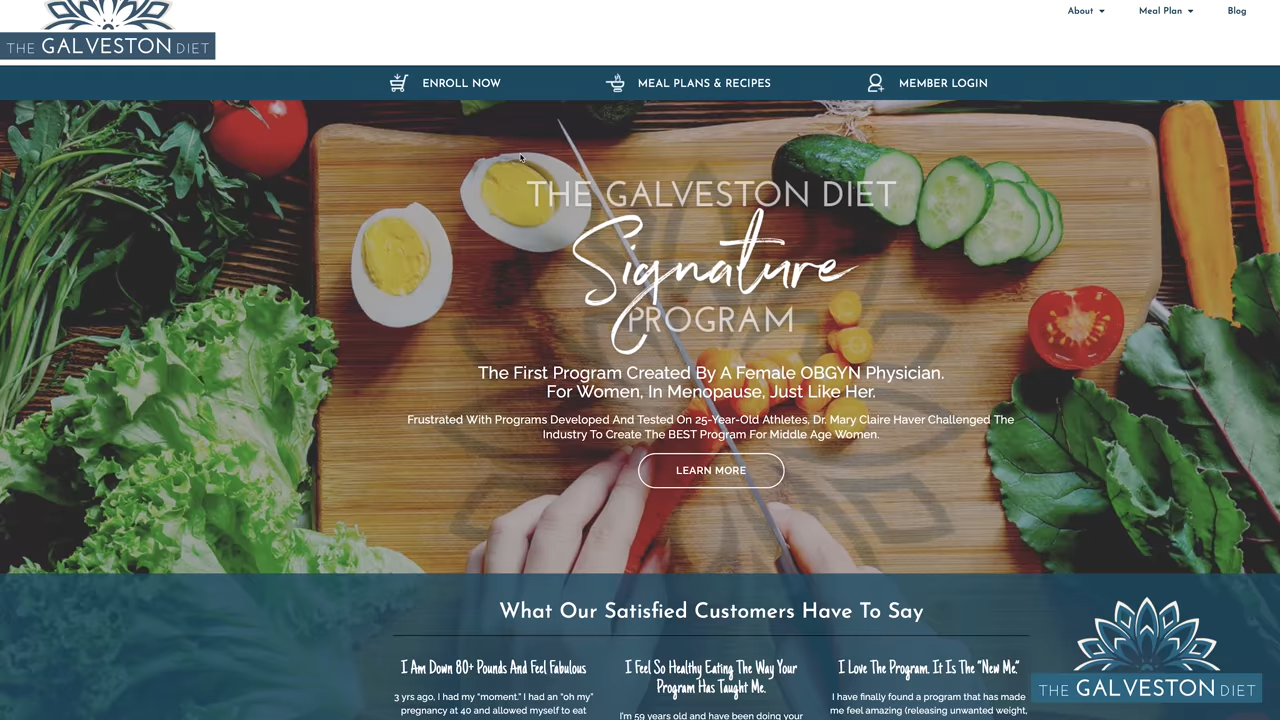 About
Meal Plan
Blog
THE GALVESTON DIET
ENROLL NOW
MEAL PLANS & RECIPES
MEMBER LOGIN
THE GALVESTON DIET
Signature
PROGRAM
The First Program Created By A Female OBGYN Physician.
For Women, In Menopause, Just Like Her.
Frustrated With Programs Developed And Tested On 25-Year-Old Athletes, Dr. Mary Claire Haver Challenged The
Industry To Create The BEST Program For Middle Age Women.
LEARN MORE
What Our Satisfied Customers Have To Say
I Am Down 80+ Pounds And Feel Fabulous
3 yrs ago, I had my "moment." I had an "oh my"
pregnancy at 40 and allowed myself to eat
I Feel So Healthy Eating The Way Your
Program Has Taught Me.
I'm 59 years old and have been doing your
I Love The Program. It Is The "New Me."
I have finally found a program that has made
me feel amazing (releasing unwanted weight,
THE GALVESTON DIET